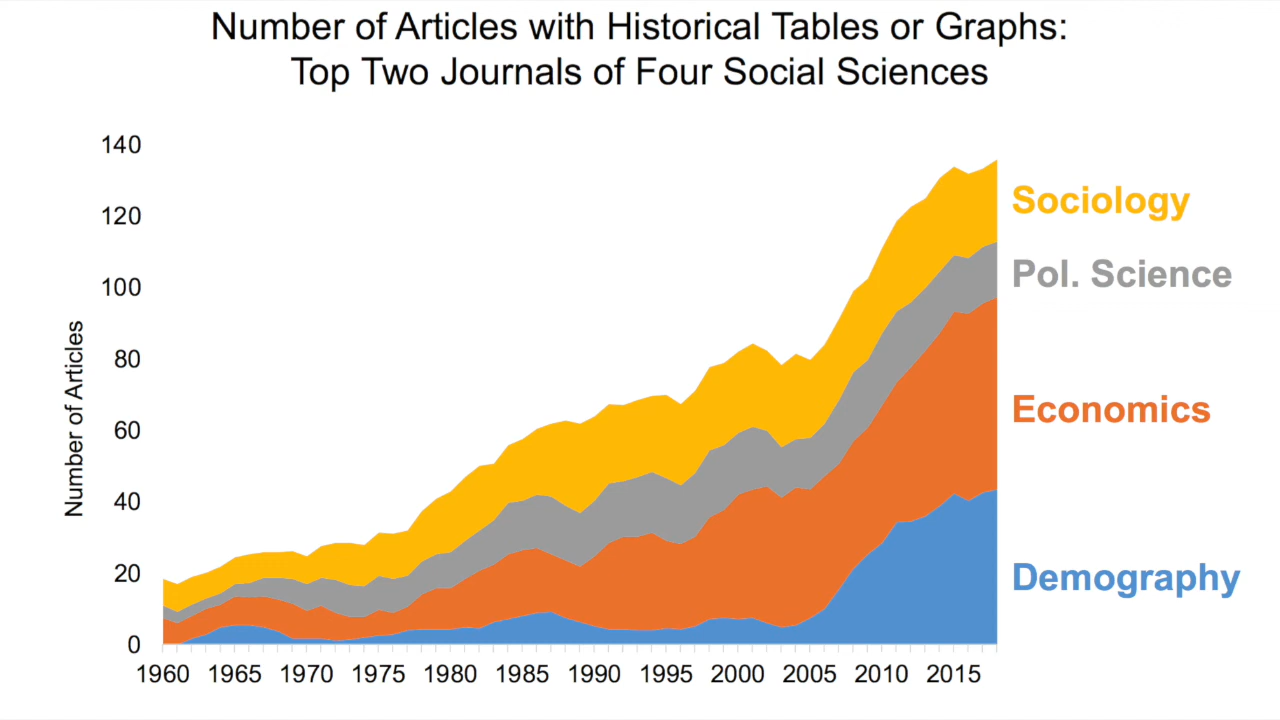 Number of Articles with Historical Tables or Graphs:
Top Two Journals of Four Social Sciences
Number of Articles
140
120
100
80
60
40
20
0
1960 1965 1970 1975 1980 1985 1990 1995 2000 2005 2010 2015
Sociology
Pol. Science
Economics
Demography